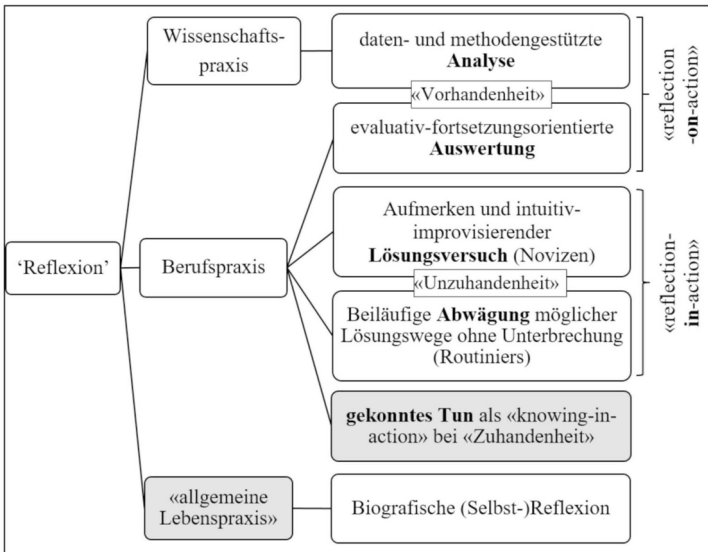 Wissenschafts-
praxis
daten- und methodengestützte
Analyse
«Vorhandenheit»
evaluativ-fortsetzungsorientierte
Auswertung
«reflection
-on-action»
‘Reflexion’
Berufspraxis
Aufmerken und intuitiv-
improvisierender
Lösungsversuch (Novizen)
«Unzuhandenheit»
Beiläufige Abwägung möglicher
Lösungswege ohne Unterbrechung
(Routiniers)
«reflection-
in-action»
gekonntes Tun als «knowing-in-
action» bei «Zuhandenheit»
«allgemeine
Lebenspraxis»
Biografische (Selbst-)Reflexion